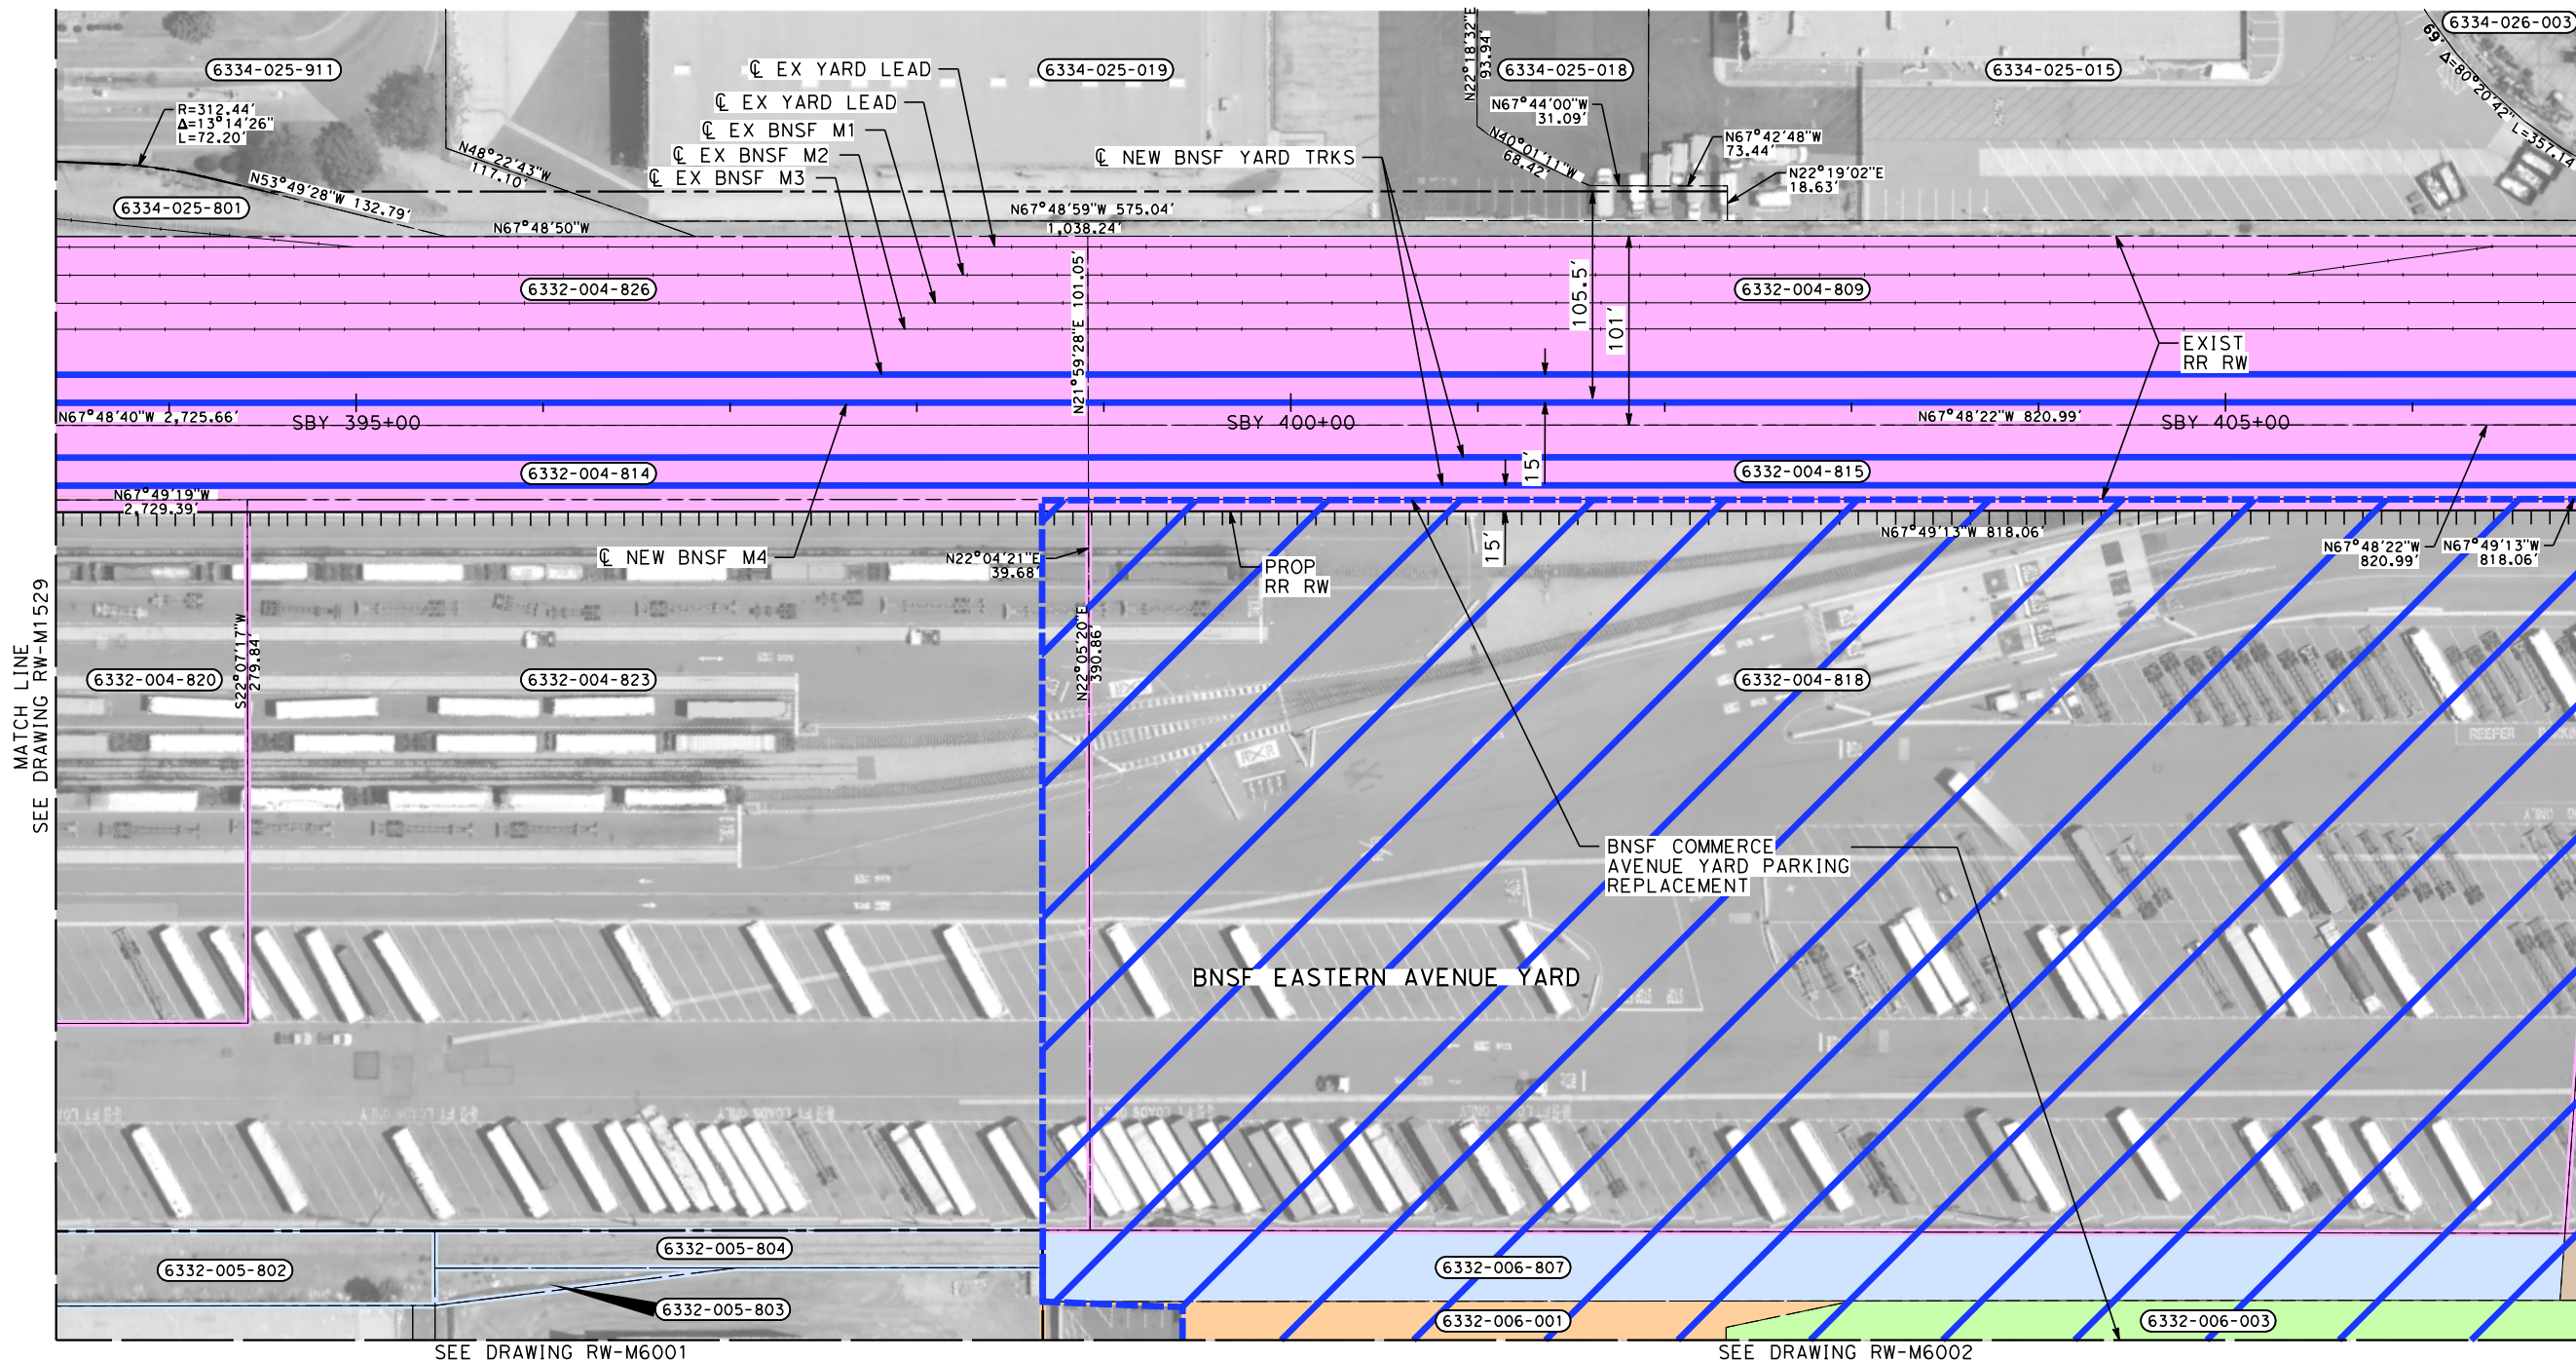 6334-026-003
6334-025-911
℄ EX YARD LEAD
6334-025-019
N22°18'32"E
93.94'
6334-025-018
6334-025-015
69' Δ=80°20'42" L=357.14'
R=312.44'
Δ=13°14'26"
L=72.20'
℄ EX YARD LEAD
℄ EX BNSF M1
℄ EX BNSF M2
℄ EX BNSF M3
℄ NEW BNSF YARD TRKS
N67°44'00"W
31.09'
N40°01'11"W
68.42'
N67°42'48"W
73.44'
N22°19'02"E
18.63'
N48°22'43"W
117.10'
N53°49'28"W 132.79'
6334-025-801
N67°48'50"W
N67°48'59"W 575.04'
1,038.24'
6332-004-826
N21°59'28"E 101.05'
105.5'
101'
6332-004-809
EXIST
RR RW
N67°48'40"W 2,725.66'
SBY 395+00
SBY 400+00
N67°48'22"W 820.99'
SBY 405+00
6332-004-814
15'
6332-004-815
N67°49'19"W
2,729.39'
℄ NEW BNSF M4
N22°04'21"E
39.68'
PROP
RR RW
15'
N67°49'13"W 818.06'
N67°48'22"W
820.99'
N67°49'13"W
818.06'
MATCH LINE
SEE DRAWING RW-M1529
6332-004-820
S22°07'17"W
279.84'
6332-004-823
N22°05'20"E
390.86'
6332-004-818
REEFER
BNSF COMMERCE
AVENUE YARD PARKING
REPLACEMENT
BNSF EASTERN AVENUE YARD
6332-005-802
6332-005-804
6332-005-803
6332-006-807
6332-006-001
6332-006-003
SEE DRAWING RW-M6001
SEE DRAWING RW-M6002